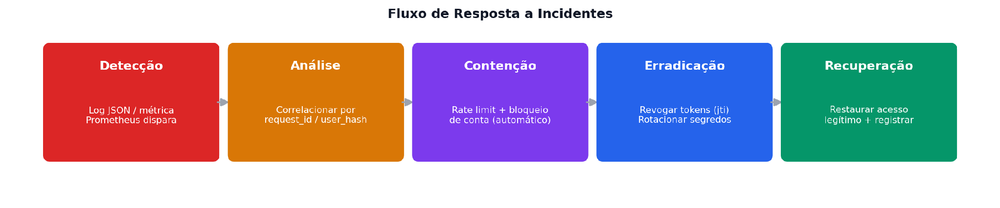 Fluxo de Resposta a Incidentes
Detecção
Log JSON / métrica
Prometheus dispara
Análise
Correlacionar por
request_id / user_hash
Contenção
Rate limit + bloqueio
de conta (automático)
Erradicação
Revogar tokens (jti)
Rotacionar segredos
Recuperação
Restaurar acesso
legítimo + registrar